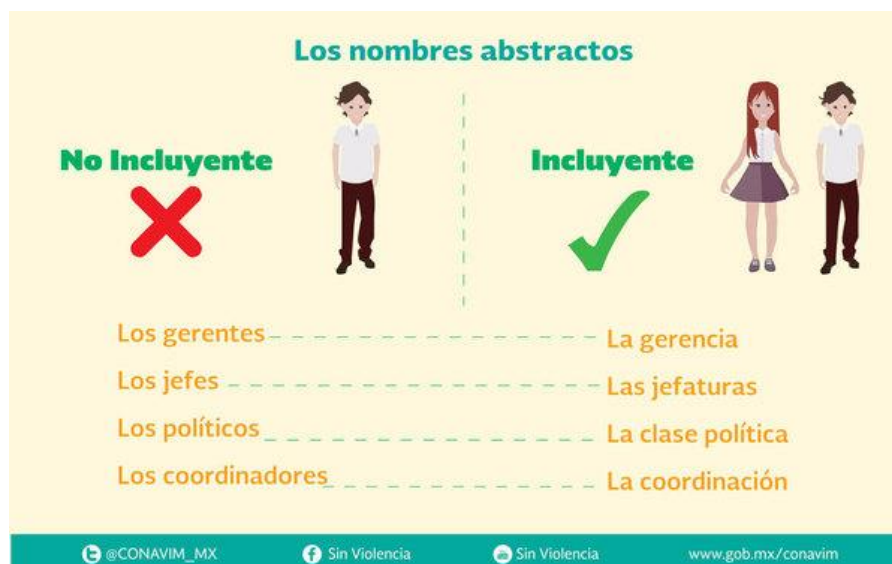 Los nombres abstractos
No Incluyente
Incluyente
Los gerentes
La gerencia
Los jefes
Las jefaturas
Los políticos
La clase política
Los coordinadores
La coordinación
@CONAVIM_MX
Sin Violencia
Sin Violencia
www.gob.mx/conavim